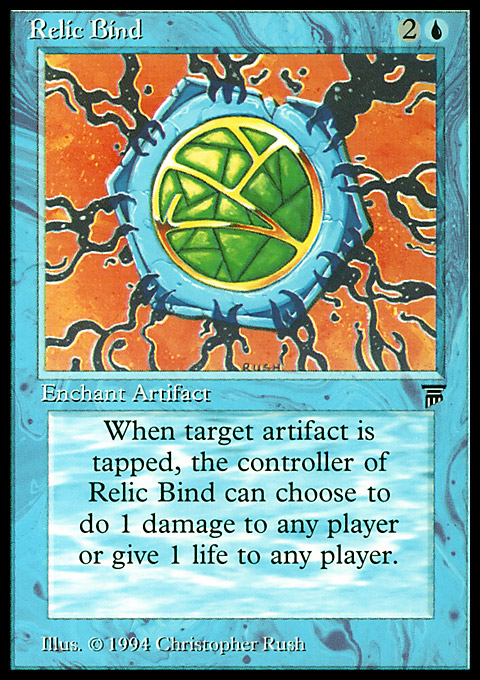 Relic Bind 2
RUSH
Enchant Artifact
When target artifact is
tapped, the controller of
Relic Bind can choose to
do 1 damage to any player
or give 1 life to any player.
Illus. © 1994 Christopher Rush